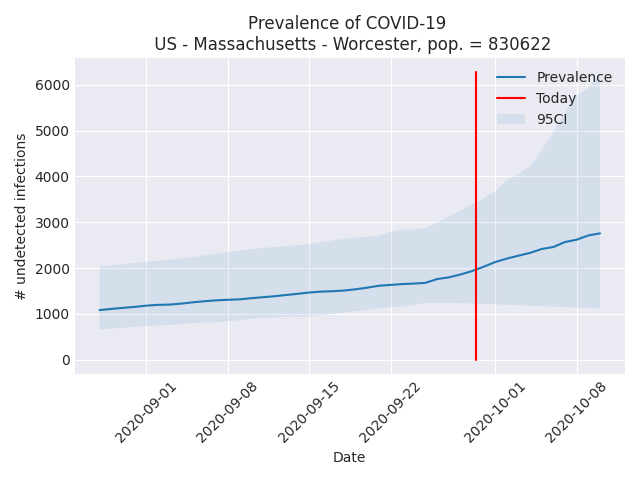 Prevalence of COVID-19
US - Massachusetts - Worcester, pop. = 830622
Prevalence
Today
95CI
6000
5000
4000
3000
2000
1000
0
# undetected infections
2020-09-01
2020-09-08
2020-09-15
2020-09-22
2020-10-01
2020-10-08
Date